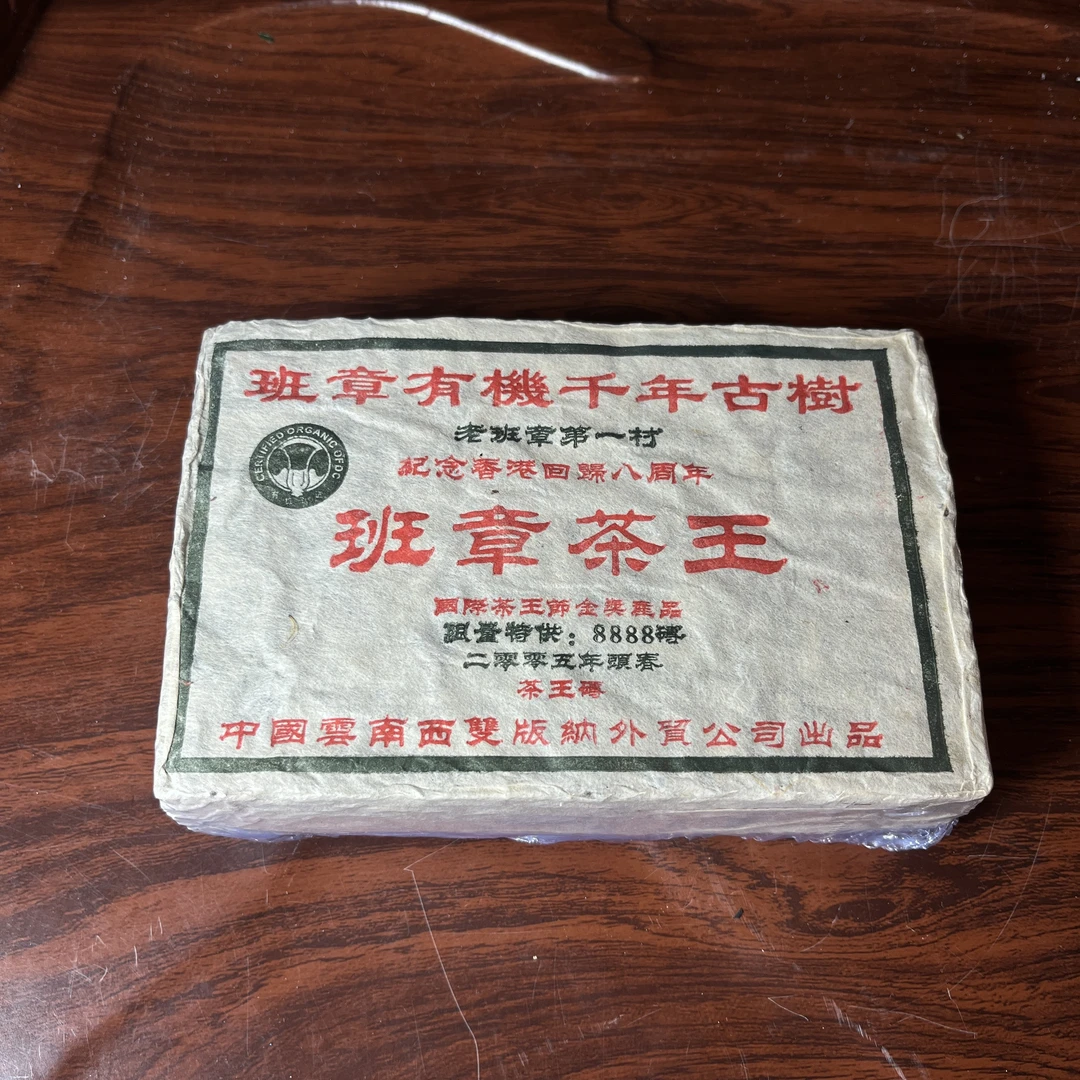 班章有機千年古樹
老班章第一村
CERTIFIED ORGANIC OFDC
紀念香港回歸八周年
班章茶王
國際茶王節金獎產品
限量特供：8888磚
二零零五年頭春
茶王磚
中國雲南西雙版納外貿公司出品